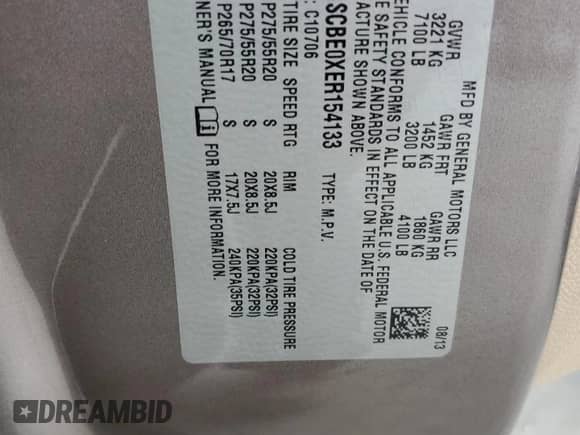 MFD BY GENERAL MOTORS LLC 08/13
GVWR GAWR FRT GAWR RR
3221 KG 1452 KG 1860 KG
7100 LB 3200 LB 4100 LB
VEHICLE CONFORMS TO ALL APPLICABLE U.S. FEDERAL MOTOR
E SAFETY STANDARDS IN EFFECT ON THE DATE OF
ACTURE SHOWN ABOVE.
SCBE0XER154133 TYPE: M.P.V.
: C10706
TIRE SIZE SPEED RTG RIM COLD TIRE PRESSURE
P275/55R20 S 20X8.5J 220KPA(32PSI)
P275/55R20 S 20X8.5J 220KPA(32PSI)
P265/70R17 S 17X7.5J 240KPA(35PSI)
NER'S MANUAL FOR MORE INFORMATION.
DREAMBID